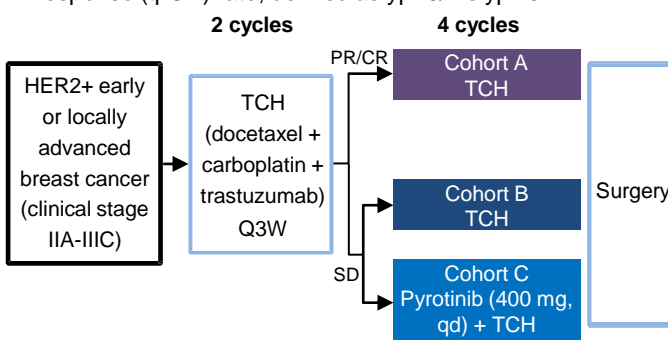 2 cycles
4 cycles
HER2+ early
or locally
advanced
breast cancer
(clinical stage
IIA-IIIC)
TCH
(docetaxel +
carboplatin +
trastuzumab)
Q3W
PR/CR
SD
Cohort A
TCH
Cohort B
TCH
Cohort C
Pyrotinib (400 mg,
qd) + TCH
Surgery